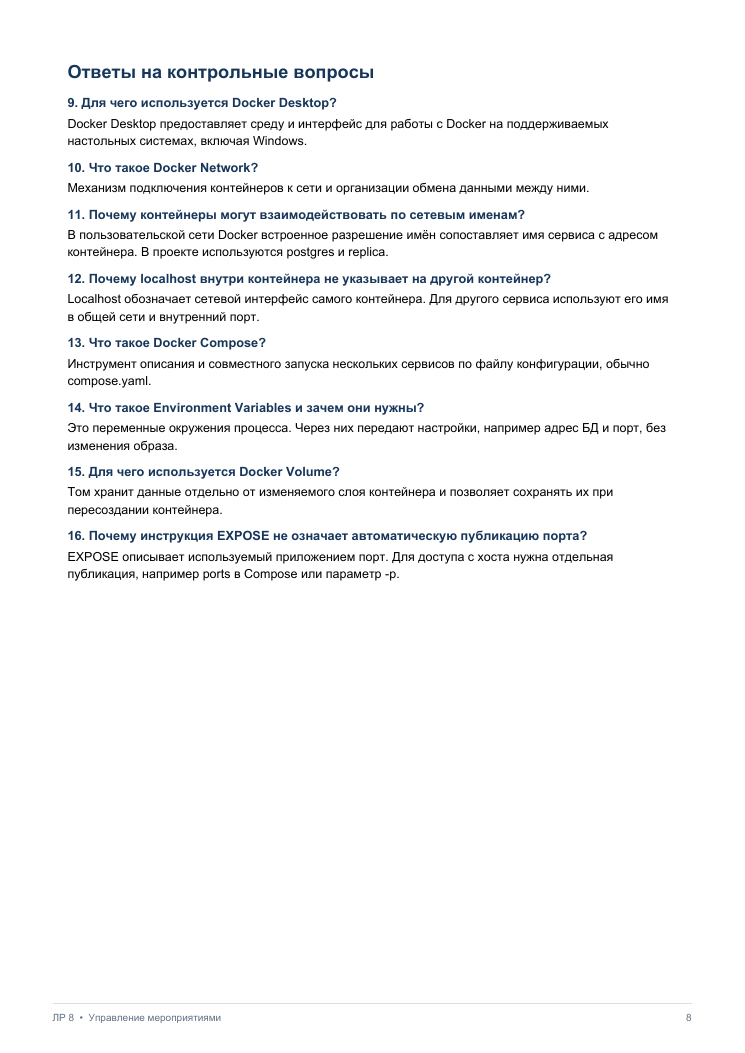 Ответы на контрольные вопросы
9. Для чего используется Docker Desktop?
Docker Desktop предоставляет среду и интерфейс для работы с Docker на поддерживаемых
настольных системах, включая Windows.
10. Что такое Docker Network?
Механизм подключения контейнеров к сети и организации обмена данными между ними.
11. Почему контейнеры могут взаимодействовать по сетевым именам?
В пользовательской сети Docker встроенное разрешение имён сопоставляет имя сервиса с адресом
контейнера. В проекте используются postgres и replica.
12. Почему localhost внутри контейнера не указывает на другой контейнер?
Localhost обозначает сетевой интерфейс самого контейнера. Для другого сервиса используют его имя
в общей сети и внутренний порт.
13. Что такое Docker Compose?
Инструмент описания и совместного запуска нескольких сервисов по файлу конфигурации, обычно
compose.yaml.
14. Что такое Environment Variables и зачем они нужны?
Это переменные окружения процесса. Через них передают настройки, например адрес БД и порт, без
изменения образа.
15. Для чего используется Docker Volume?
Том хранит данные отдельно от изменяемого слоя контейнера и позволяет сохранять их при
пересоздании контейнера.
16. Почему инструкция EXPOSE не означает автоматическую публикацию порта?
EXPOSE описывает используемый приложением порт. Для доступа с хоста нужна отдельная
публикация, например ports в Compose или параметр -p.
ЛР 8 • Управление мероприятиями 8